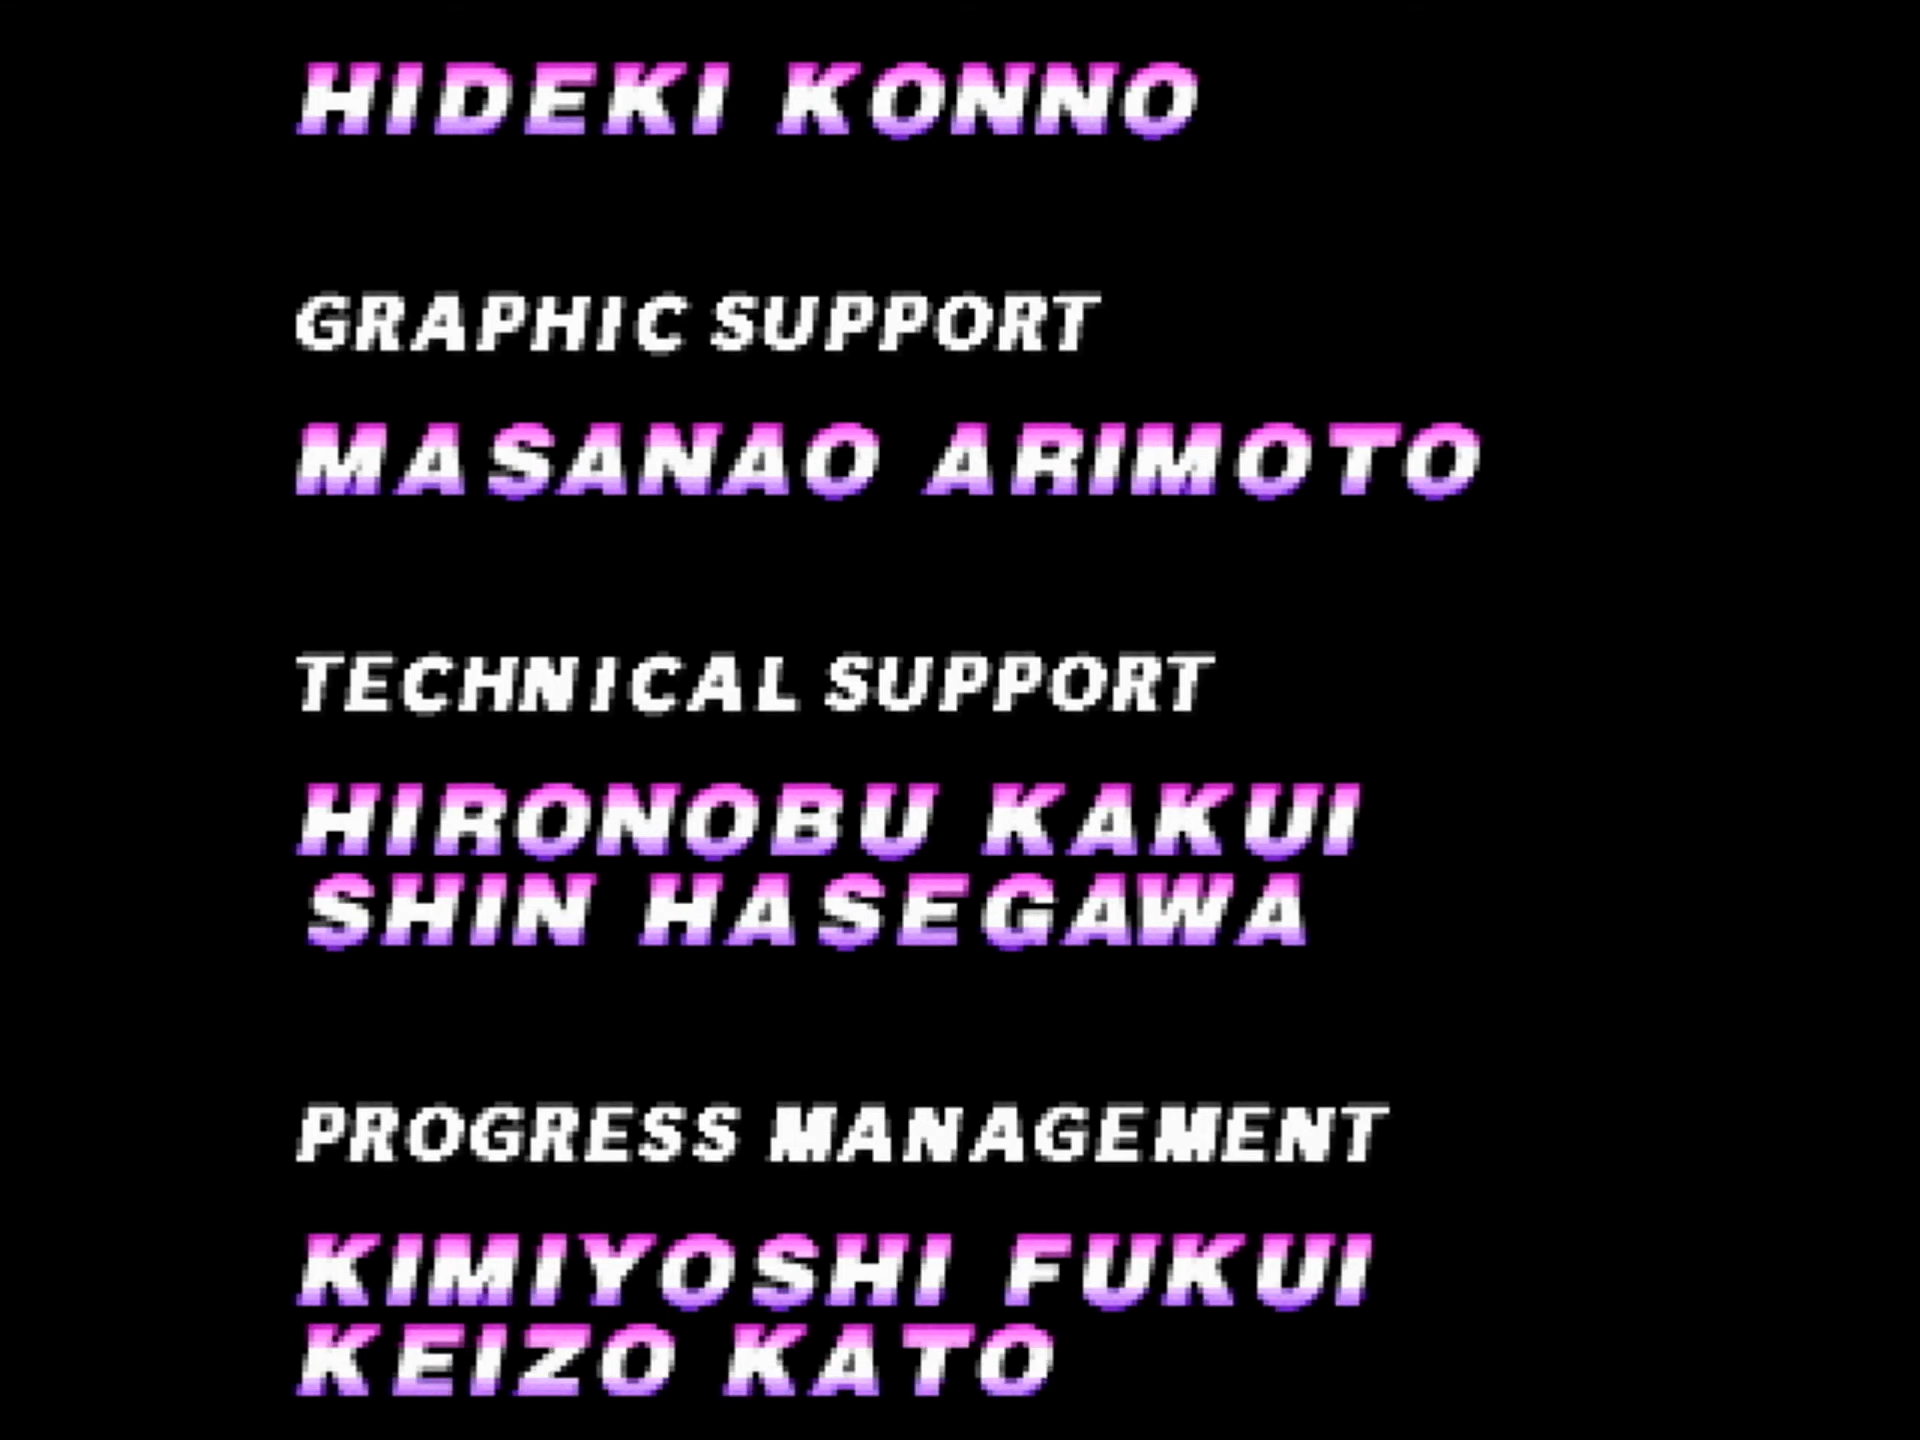 HIDEKI KONNO
GRAPHIC SUPPORT
MASANAO ARIMOTO
TECHNICAL SUPPORT
HIRONOBU KAKUI
SHIN HASEGAWA
PROGRESS MANAGEMENT
KIMIYOSHI FUKUI
KEIZO KATO